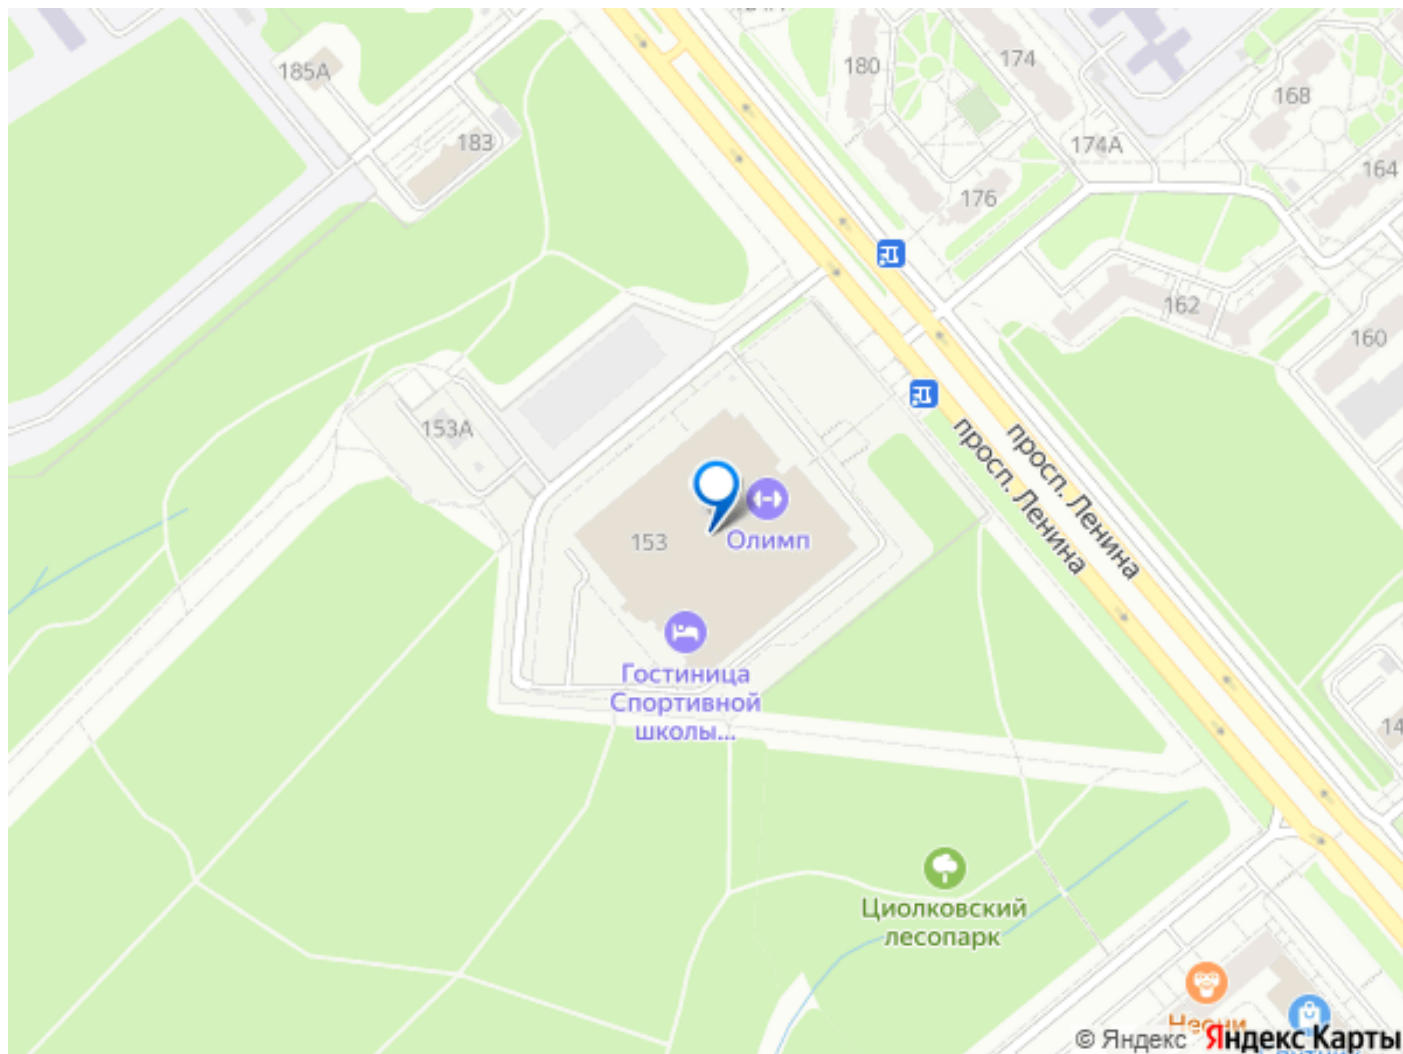 180
174
168
185А
183
174А
164
176
162
160
просп. Ленина
просп. Ленина
153А
153
Олимп
Гостиница
Спортивной
школы...
14
Циолковский
лесопарк
© Яндекс
Яндекс Карты